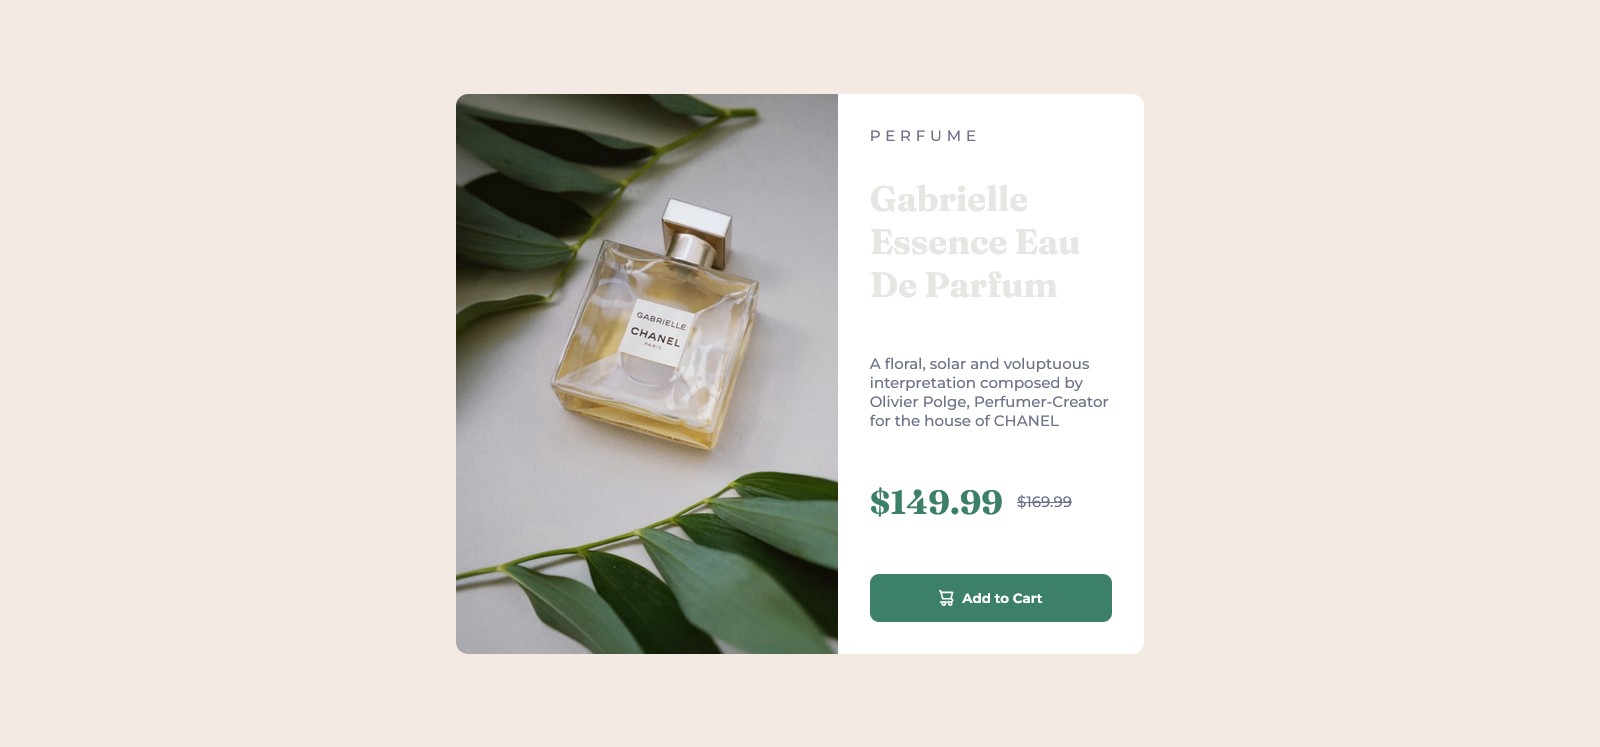 GABRIELLE
CHANEL
PARIS
PERFUME
Gabrielle
Essence Eau
De Parfum
A floral, solar and voluptuous
interpretation composed by
Olivier Polge, Perfumer-Creator
for the house of CHANEL
$149.99 $169.99
Add to Cart